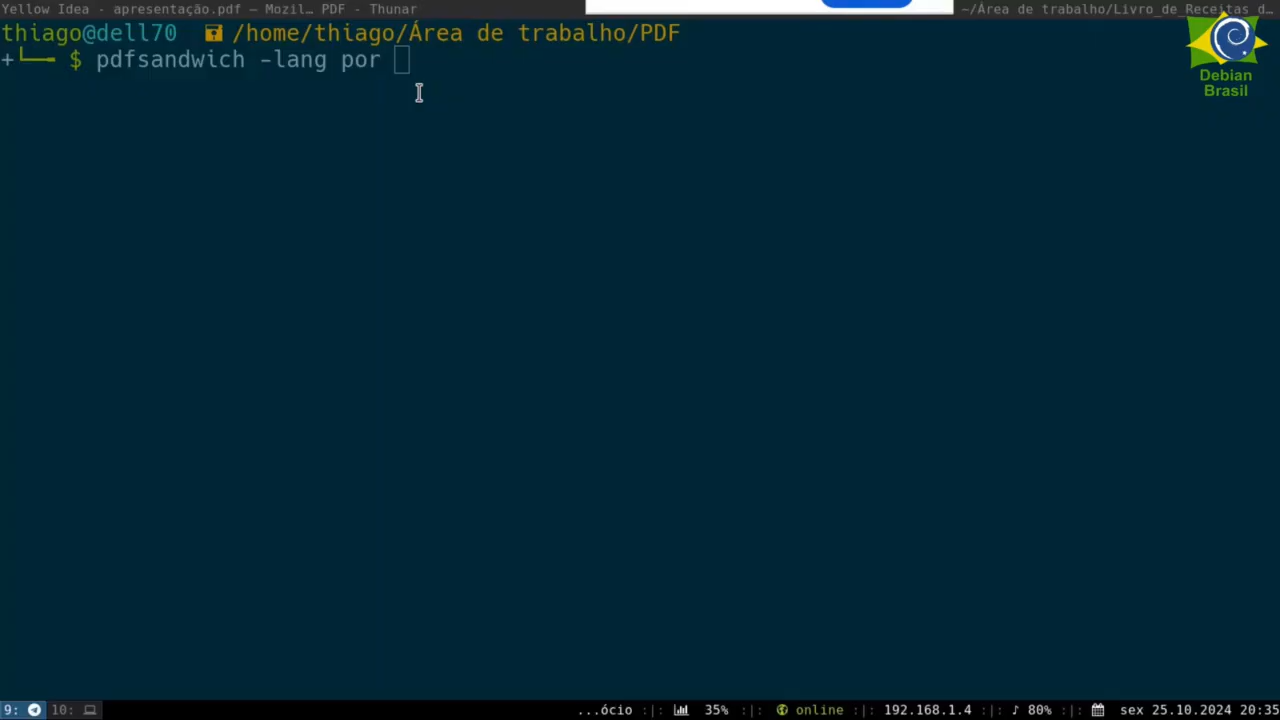 Yellow Idea - apresentação.pdf — Mozil… PDF - Thunar
~/Área de trabalho/Livro_de_Receitas d…
thiago@dell70 /home/thiago/Área de trabalho/PDF
+└── $ pdfsandwich -lang por
Debian
Brasil
9: 10: ...ócio :|: 35% :|: online :|: 192.168.1.4 :|: ♪ 80% :|: sex 25.10.2024 20:35